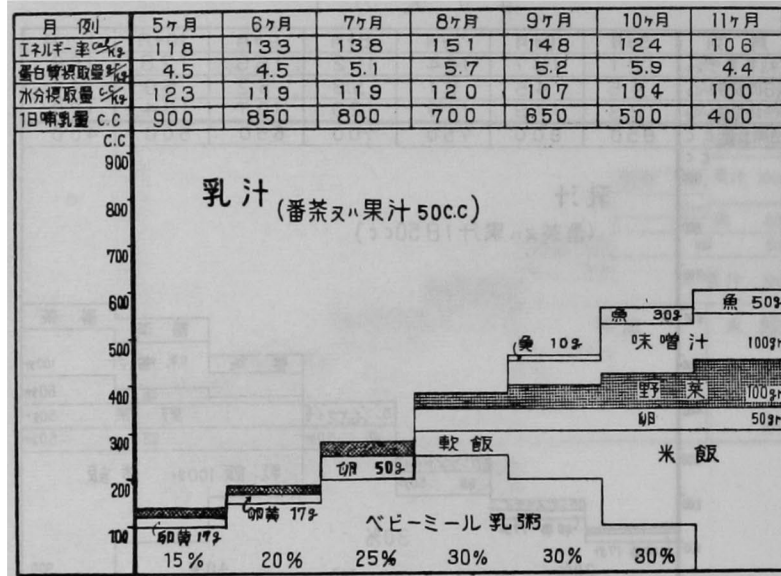 月 例 5ヶ月 6ヶ月 7ヶ月 8ヶ月 9ヶ月 10ヶ月 11ヶ月
エネルギー率 118 133 138 151 148 124 106
蛋白質摂取量 4.5 4.5 5.1 5.7 5.2 5.9 4.4
水分摂取量 123 119 119 120 107 104 100
1日哺乳量 c.c 900 850 800 700 650 500 400
c.c
900
800
乳汁 (番茶又ハ果汁 50c.c)
700
600
魚 50g
魚 30g
500
魚 10g
味噌汁 100gr
400
野菜 100gr
卵 50gr
300
軟飯
米飯
卵 50g
200
卵黄 17g
ベビーミール 乳粥
100
卵黄 17g
15% 20% 25% 30% 30% 30%